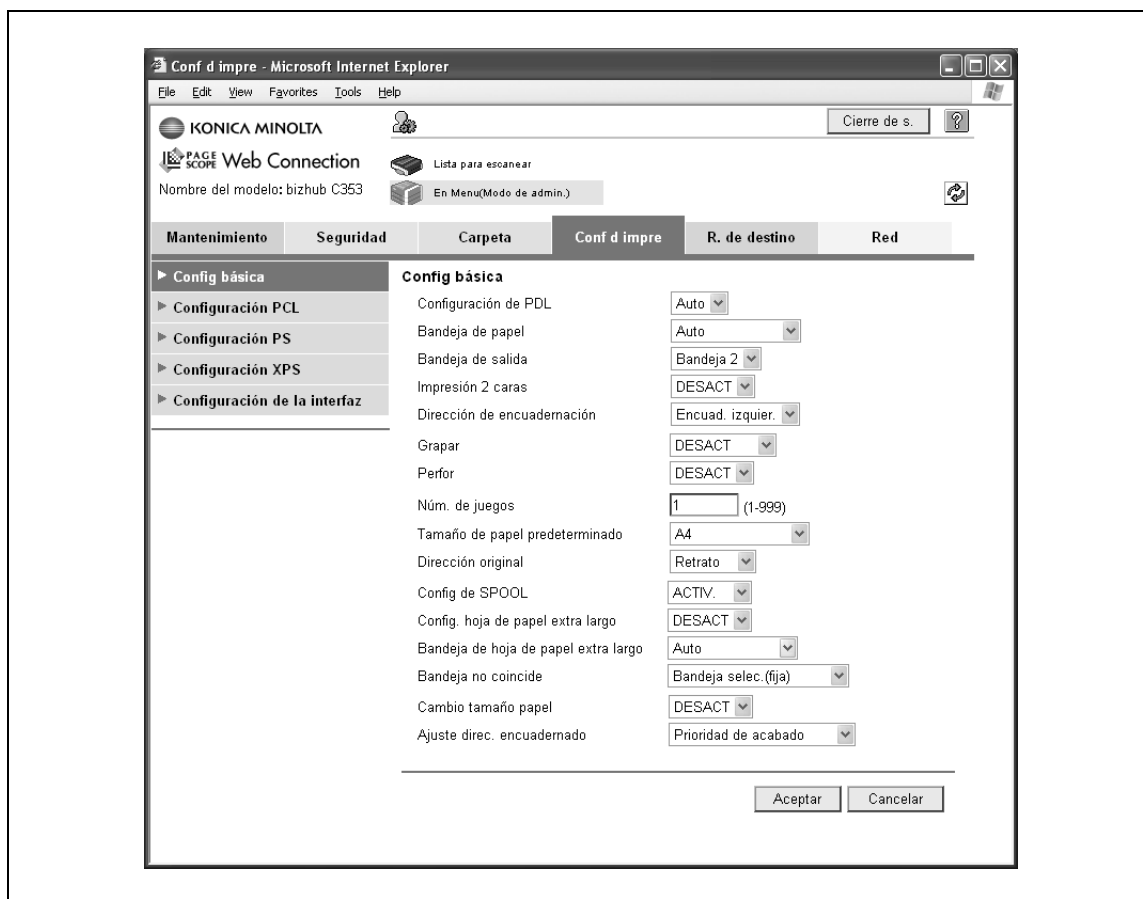 Conf d impre - Microsoft Internet Explorer
File Edit View Favorites Tools Help
KONICA MINOLTA
Cierre de s.
?
PAGE SCOPE Web Connection
Lista para escanear
Nombre del modelo: bizhub C353
En Menu(Modo de admin.)
Mantenimiento Seguridad Carpeta Conf d impre R. de destino Red
Config básica
Configuración PCL
Configuración PS
Configuración XPS
Configuración de la interfaz
Config básica
Configuración de PDL Auto
Bandeja de papel Auto
Bandeja de salida Bandeja 2
Impresión 2 caras DESACT
Dirección de encuadernación Encuad. izquier.
Grapar DESACT
Perfor DESACT
Núm. de juegos 1 (1-999)
Tamaño de papel predeterminado A4
Dirección original Retrato
Config de SPOOL ACTIV.
Config. hoja de papel extra largo DESACT
Bandeja de hoja de papel extra largo Auto
Bandeja no coincide Bandeja selec.(fija)
Cambio tamaño papel DESACT
Ajuste direc. encuadernado Prioridad de acabado
Aceptar Cancelar